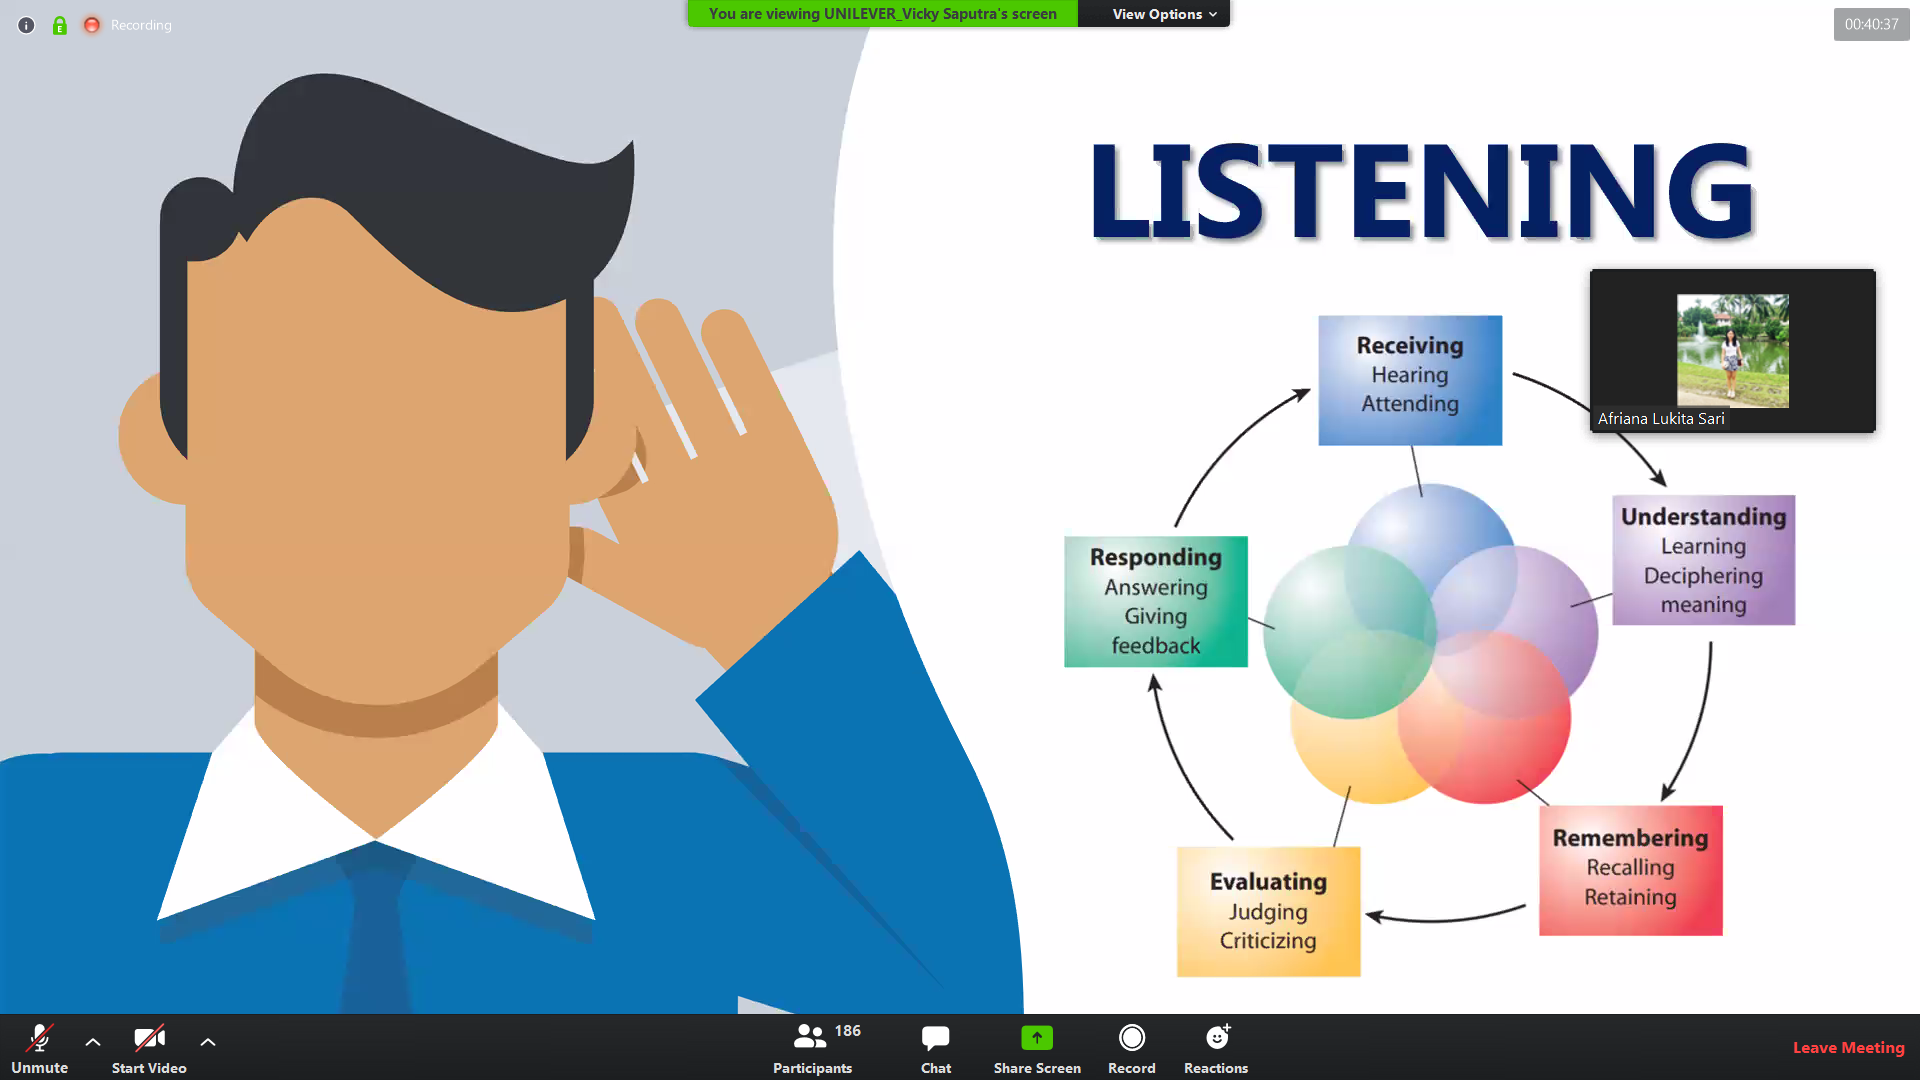 Recording
You are viewing UNILEVER_Vicky Saputra's screen
View Options
00:40:37
LISTENING
Receiving
Hearing
Attending
Afriana Lukita Sari
Understanding
Learning
Deciphering
meaning
Responding
Answering
Giving
feedback
Remembering
Recalling
Retaining
Evaluating
Judging
Criticizing
Unmute
Start Video
186
Participants
Chat
Share Screen
Record
Reactions
Leave Meeting